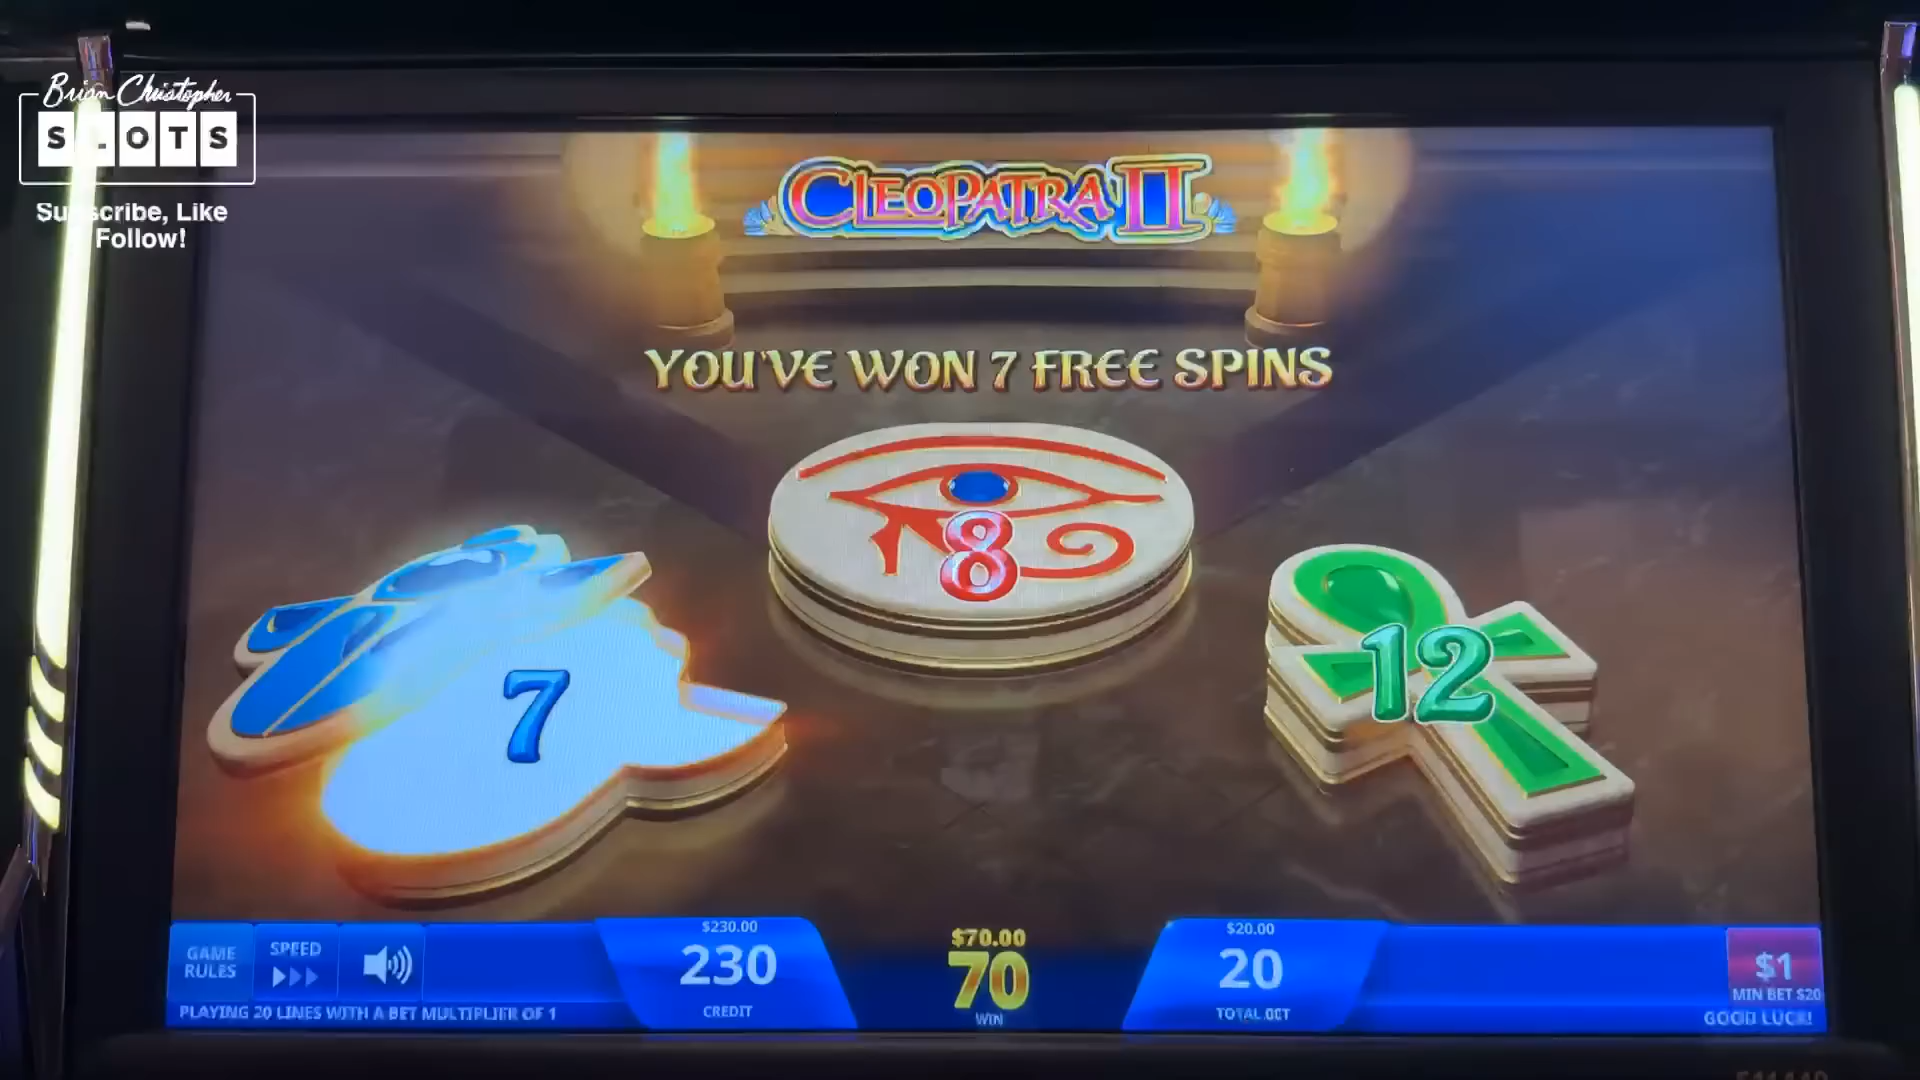 Brian Christopher
SLOTS
Subscribe, Like
Follow!
CLEOPATRA II
YOU'VE WON 7 FREE SPINS
8
7
12
GAME RULES
SPEED
$230.00
230
CREDIT
$70.00
70
WIN
$20.00
20
TOTAL BET
$1
MIN BET $20
PLAYING 20 LINES WITH A BET MULTIPLIER OF 1
GOOD LUCK!